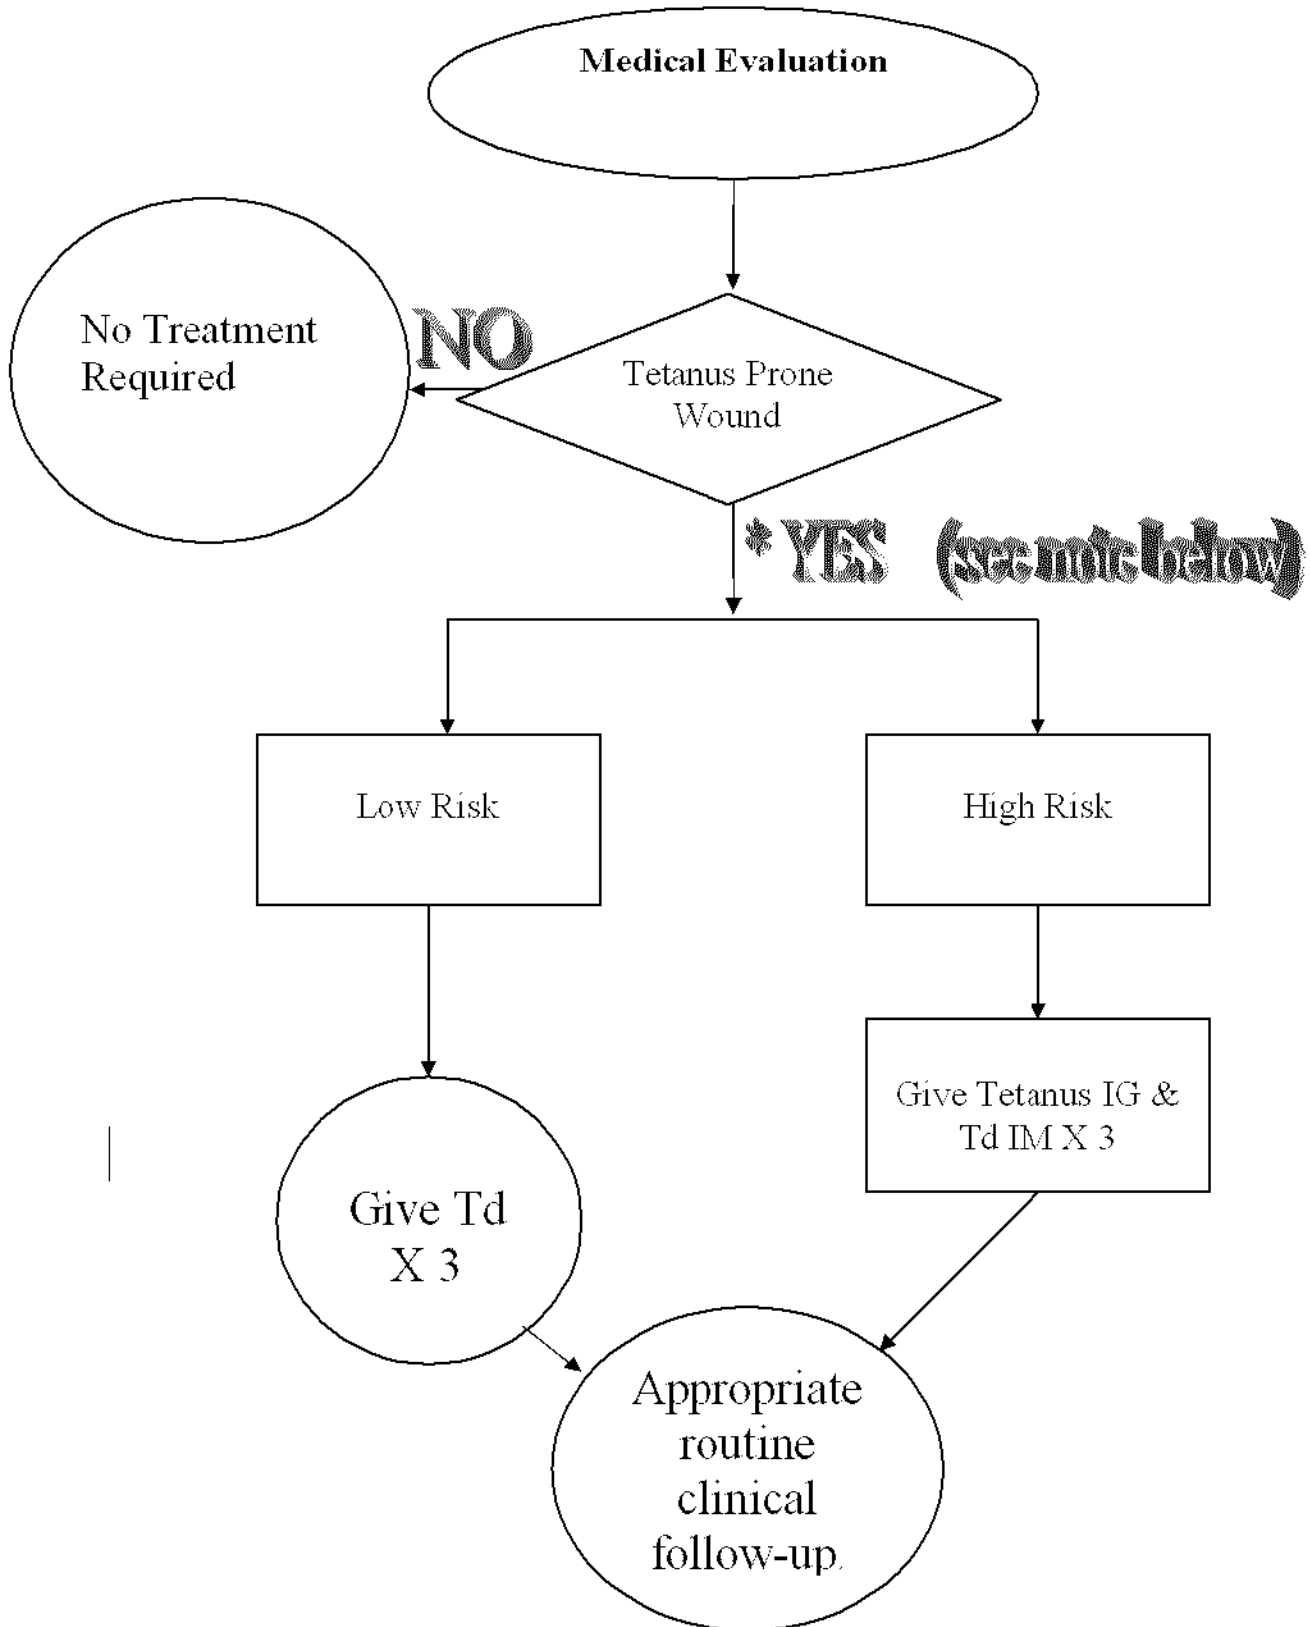 Medical Evaluation
No Treatment
Required
NO
Tetanus Prone
Wound
* YES (see note below)
Low Risk
High Risk
Give Tetanus IG &
Td IM X 3
Give Td
X 3
Appropriate
routine
clinical
follow-up.